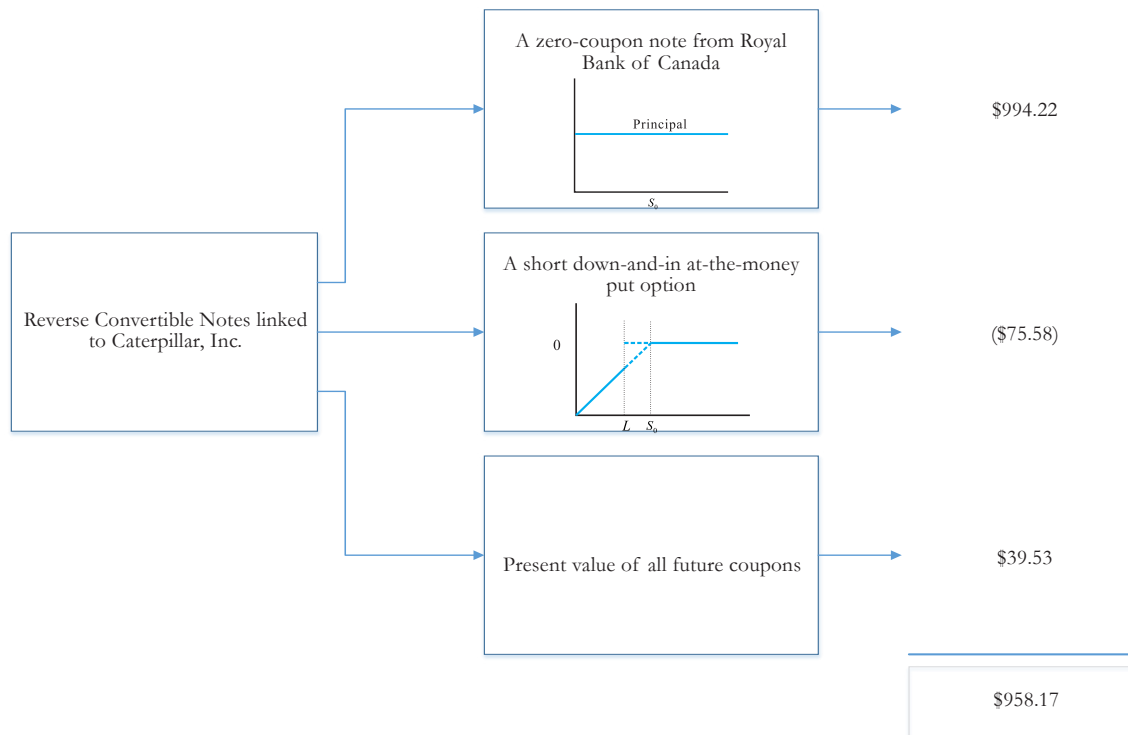 A zero-coupon note from Royal
Bank of Canada
Principal
S₀
$994.22
Reverse Convertible Notes linked
to Caterpillar, Inc.
A short down-and-in at-the-money
put option
0
L
S₀
($75.58)
Present value of all future coupons
$39.53
$958.17